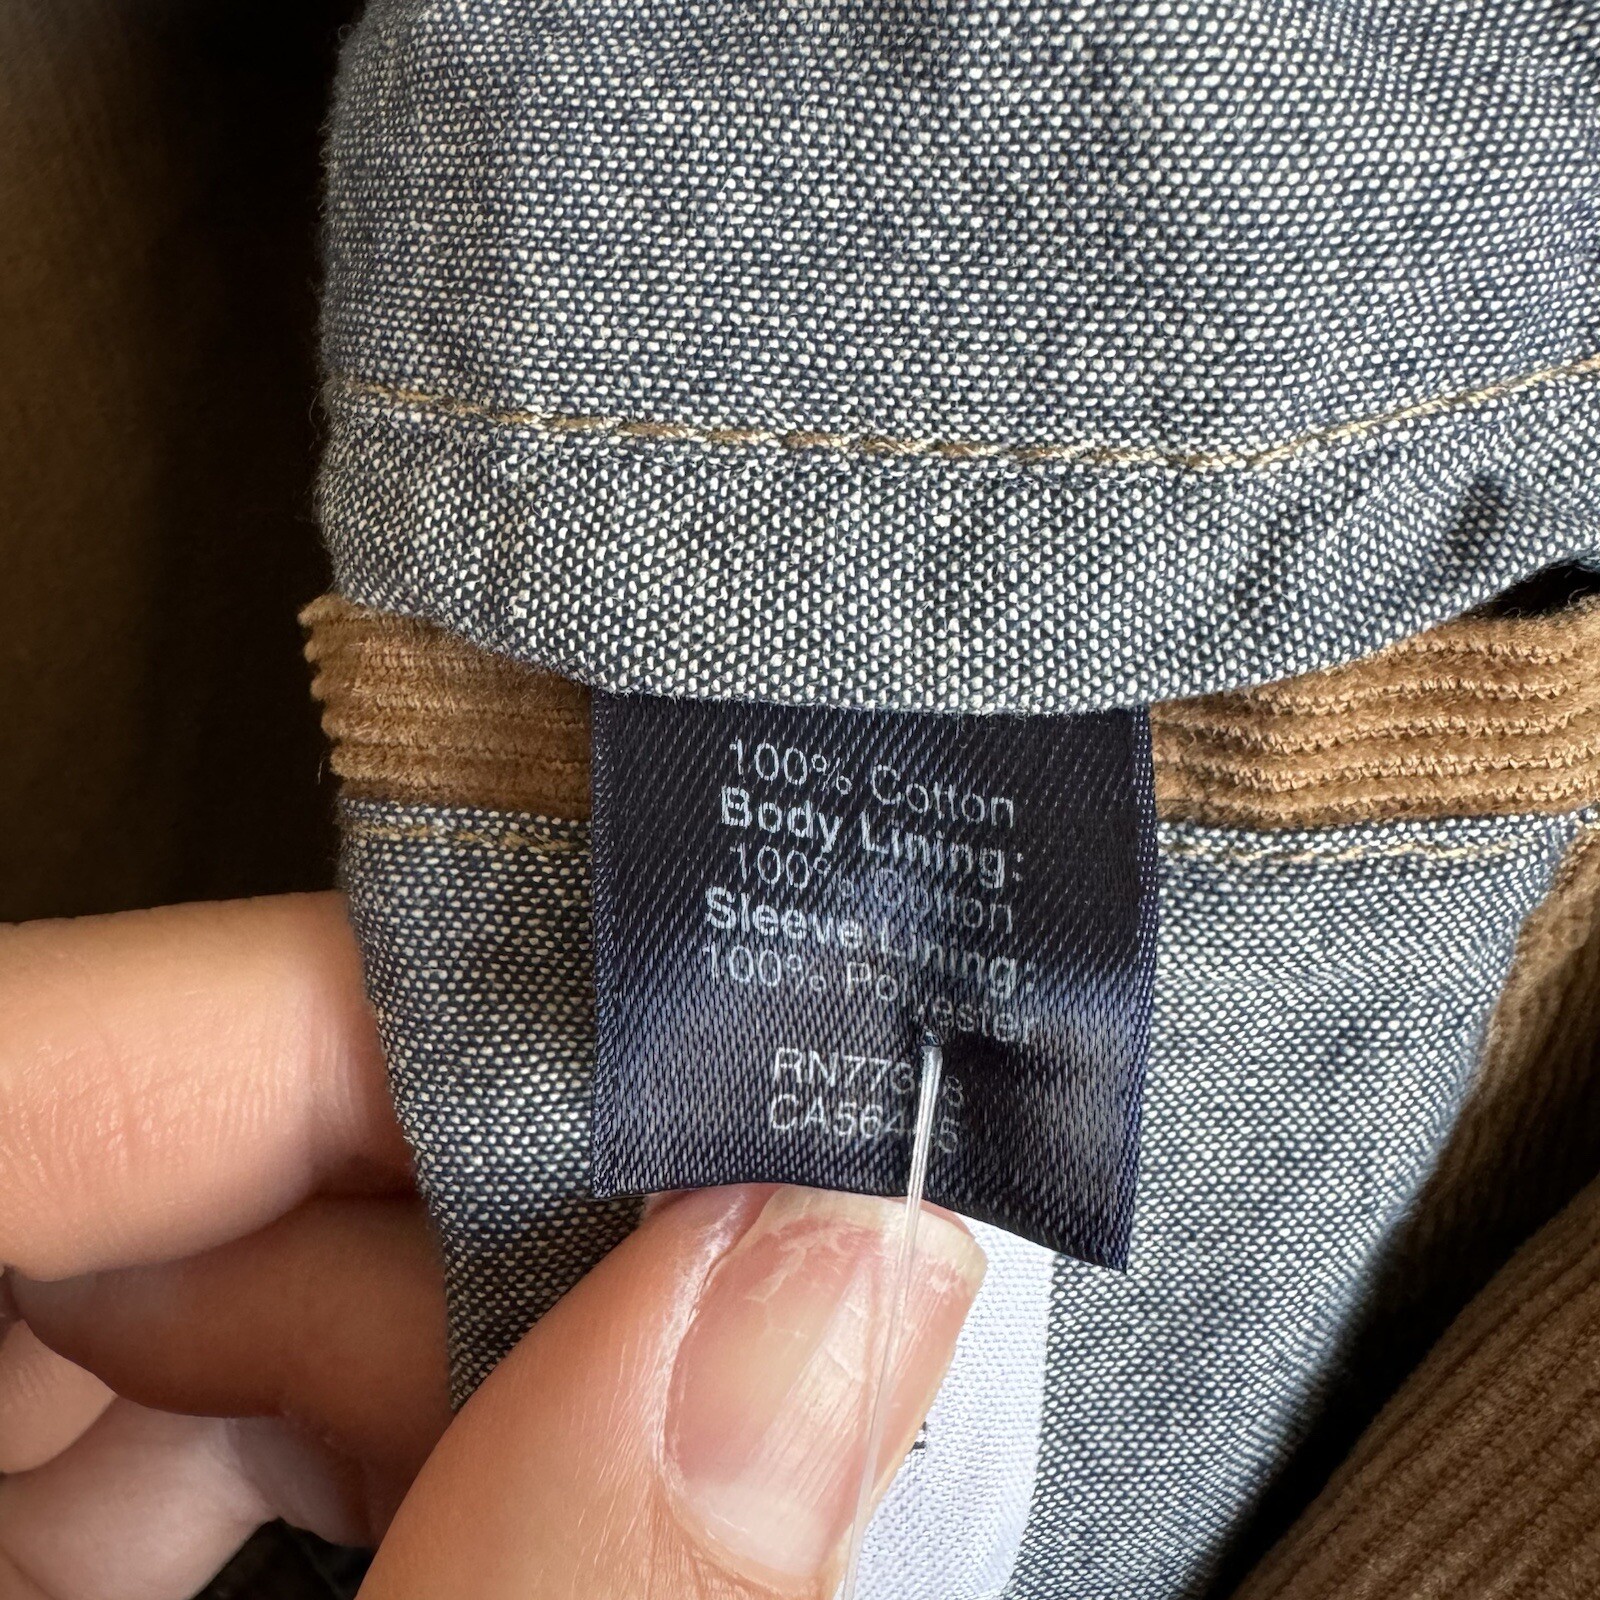 100% Cotton
Body Lining:
100% Cotton
Sleeve Lining:
100% Polyester